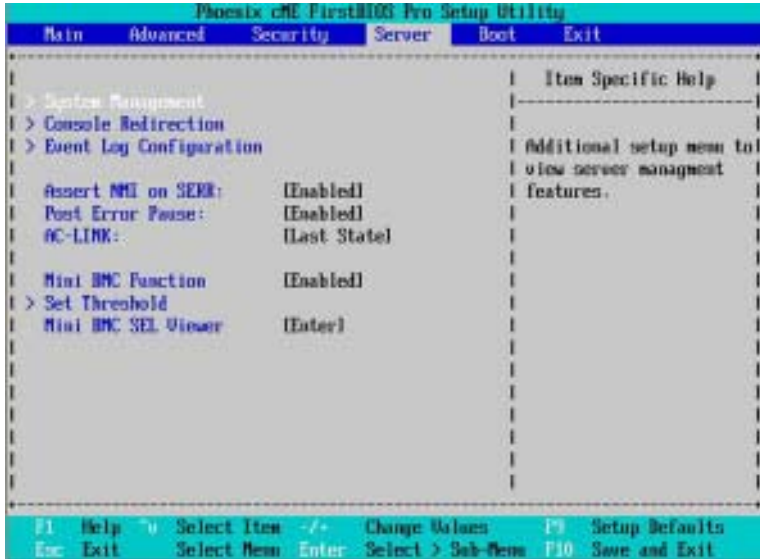 Phoenix cME FirstBIOS Pro Setup Utility
Main Advanced Security Server Boot Exit
Item Specific Help
> System Management
> Console Redirection
> Event Log Configuration
Additional setup menu to
view server managment
features.
Assert NMI on SERR: [Enabled]
Post Error Pause: [Enabled]
AC-LINK: [Last State]
Mini BMC Function [Enabled]
> Set Threshold
Mini BMC SEL Viewer [Enter]
F1 Help ^v Select Item -/+ Change Values F9 Setup Defaults
Esc Exit Select Menu Enter Select > Sub-Menu F10 Save and Exit